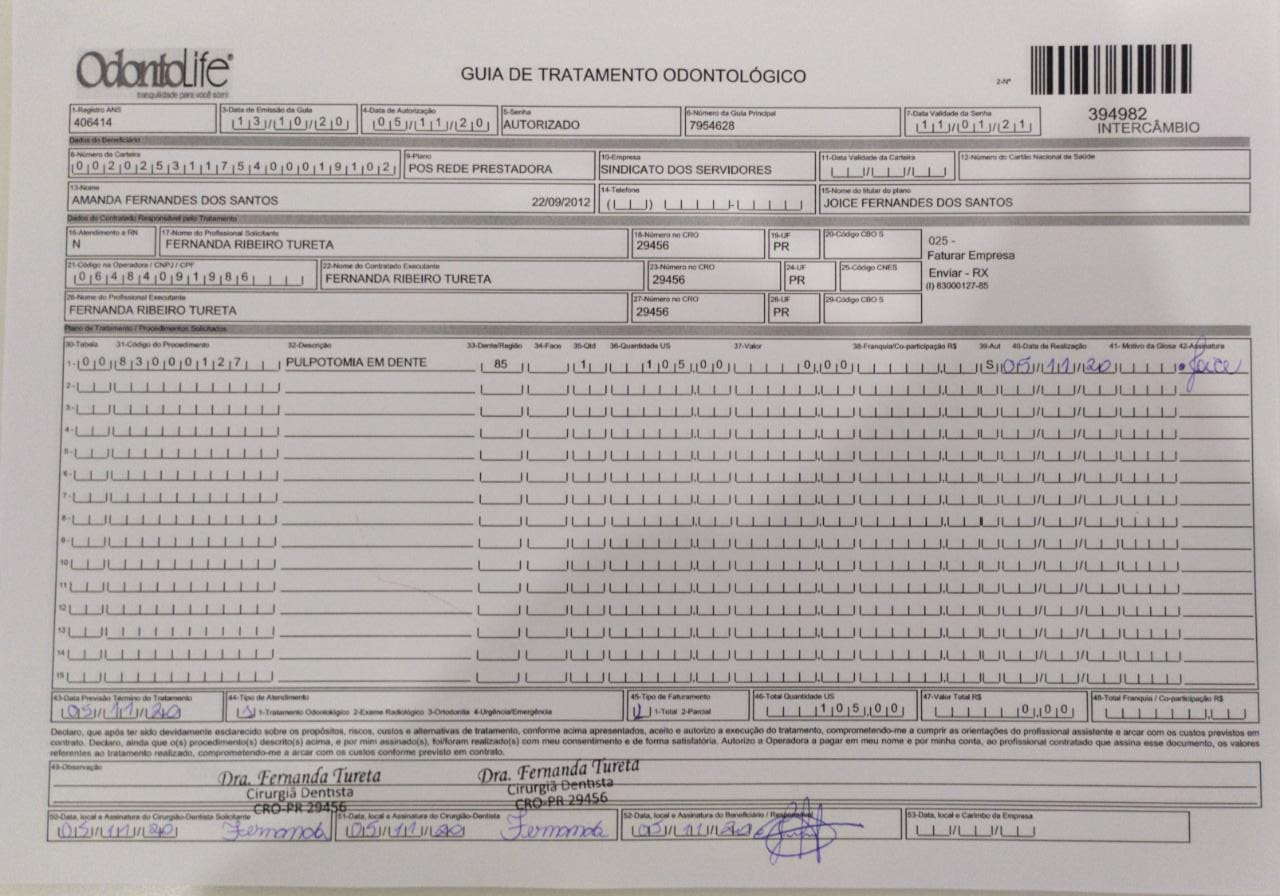 OdontoLife®
tranquilidade para você sorrir
GUIA DE TRATAMENTO ODONTOLÓGICO
2-Nº
394982
INTERCÂMBIO
1-Registro ANS 3-Data de Emissão da Guia 4-Data de Autorização 5-Senha 6-Número da Guia Principal 7-Data Validade da Senha
406414 13/10/20 05/11/20 AUTORIZADO 7954628 11/01/21
Dados do Beneficiário
8-Número da Carteira 9-Plano 10-Empresa 11-Data Validade da Carteira 12-Número do Cartão Nacional de Saúde
00202531175400019102 POS REDE PRESTADORA SINDICATO DOS SERVIDORES
13-Nome 14-Telefone 15-Nome do titular do plano
AMANDA FERNANDES DOS SANTOS 22/09/2012 JOICE FERNANDES DOS SANTOS
Dados do Contratado Responsável pelo Tratamento
16-Atendimento a RN 17-Nome do Profissional Solicitante 18-Número no CRO 19-UF 20-Código CBO S
N FERNANDA RIBEIRO TURETA 29456 PR
025 -
Faturar Empresa
Enviar - RX
(I) 83000127-85
21-Código na Operadora / CNPJ / CPF 22-Nome do Contratado Executante 23-Número no CRO 24-UF 25-Código CNES
06484091986 FERNANDA RIBEIRO TURETA 29456 PR
26-Nome do Profissional Executante 27-Número no CRO 28-UF 29-Código CBO S
FERNANDA RIBEIRO TURETA 29456 PR
Plano de Tratamento / Procedimentos Solicitados
30-Tabela 31-Código do Procedimento 32-Descrição 33-Dente/Região 34-Face 35-Qtd 36-Quantidade US 37-Valor 38-Franquia/Co-participação R$ 39-Aut 40-Data de Realização 41- Motivo da Glosa 42-Assinatura
1- 00 83000127 PULPOTOMIA EM DENTE 85 1 105,00 0,00 S 05/11/20 Joice
2-
3-
4-
5-
6-
7-
8-
9-
10
11
12
13
14
15
43-Data Previsão Término do Tratamento 44-Tipo de Atendimento 45-Tipo de Faturamento 46-Total Quantidade US 47-Valor Total R$ 48-Total Franquia / Co-participação R$
05/11/20 1 1-Tratamento Odontológico 2-Exame Radiológico 3-Ortodontia 4-Urgência/Emergência 1 1-Total 2-Parcial 105,00 0,00
Declaro, que após ter sido devidamente esclarecido sobre os propósitos, riscos, custos e alternativas de tratamento, conforme acima apresentados, aceito e autorizo a execução do tratamento, comprometendo-me a cumprir as orientações do profissional assistente e arcar com os custos previstos em
contrato. Declaro, ainda que o(s) procedimento(s) descrito(s) acima, e por mim assinado(s), foi/foram realizado(s) com meu consentimento e de forma satisfatória. Autorizo a Operadora a pagar em meu nome e por minha conta, ao profissional contratado que assina esse documento, os valores
referentes ao tratamento realizado, comprometendo-me a arcar com custos conforme previsto em contrato.
49-Observação
Dra. Fernanda Tureta Dra. Fernanda Tureta
Cirurgiã Dentista Cirurgiã Dentista
CRO-PR 29456 CRO-PR 29456
50-Data, local e Assinatura do Cirurgião-Dentista Solicitante 51-Data, local e Assinatura do Cirurgião-Dentista 52-Data, local e Assinatura do Beneficiário / Responsável 53-Data, local e Carimbo da Empresa
05/11/20 Fernanda 05/11/20 Fernanda 05/11/20